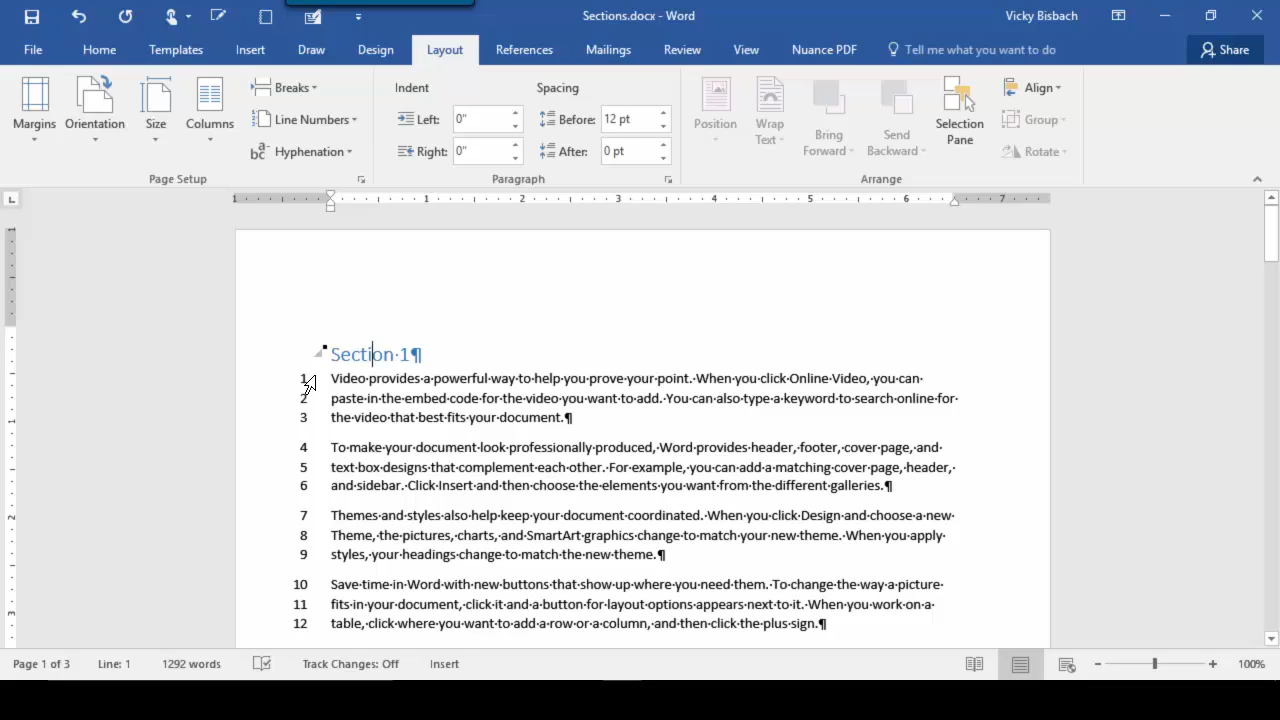 Sections.docx - Word
Vicky Bisbach
File Home Templates Insert Draw Design Layout References Mailings Review View Nuance PDF Tell me what you want to do Share
Margins
Orientation
Size
Columns
Breaks
Line Numbers
Hyphenation
Page Setup
Indent
Left: 0"
Right: 0"
Spacing
Before: 12 pt
After: 0 pt
Paragraph
Position
Wrap
Text
Bring
Forward
Send
Backward
Selection
Pane
Align
Group
Rotate
Arrange
L
1 1 2 3 4 5 6 7
1
1
2
3
Section·1¶
1 Video·provides·a·powerful·way·to·help·you·prove·your·point.·When·you·click·Online·Video,·you·can·
2 paste·in·the·embed·code·for·the·video·you·want·to·add.·You·can·also·type·a·keyword·to·search·online·for·
3 the·video·that·best·fits·your·document.¶
4 To·make·your·document·look·professionally·produced,·Word·provides·header,·footer,·cover·page,·and·
5 text·box·designs·that·complement·each·other.·For·example,·you·can·add·a·matching·cover·page,·header,·
6 and·sidebar.·Click·Insert·and·then·choose·the·elements·you·want·from·the·different·galleries.¶
7 Themes·and·styles·also·help·keep·your·document·coordinated.·When·you·click·Design·and·choose·a·new·
8 Theme,·the·pictures,·charts,·and·SmartArt·graphics·change·to·match·your·new·theme.·When·you·apply·
9 styles,·your·headings·change·to·match·the·new·theme.¶
10 Save·time·in·Word·with·new·buttons·that·show·up·where·you·need·them.·To·change·the·way·a·picture·
11 fits·in·your·document,·click·it·and·a·button·for·layout·options·appears·next·to·it.·When·you·work·on·a·
12 table,·click·where·you·want·to·add·a·row·or·a·column,·and·then·click·the·plus·sign.¶
Page 1 of 3 Line: 1 1292 words Track Changes: Off Insert 100%